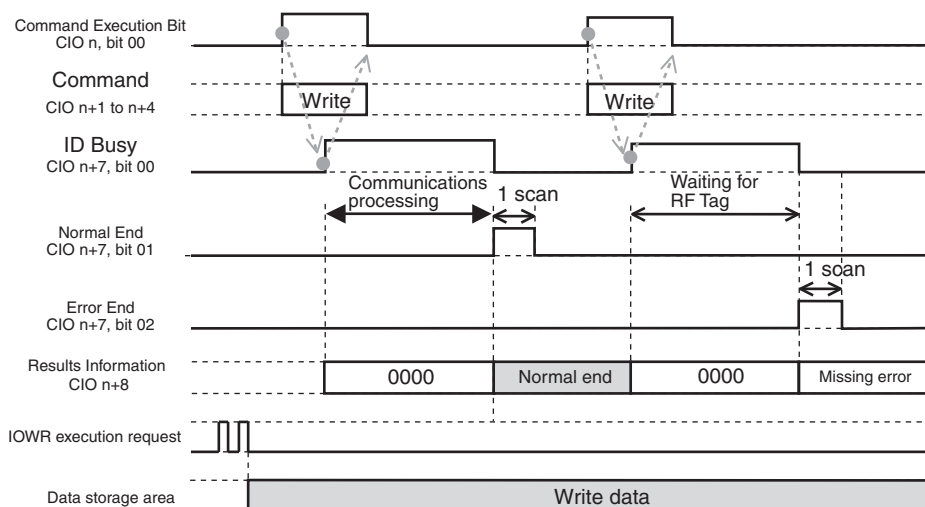 Command Execution Bit
CIO n, bit 00
Command
CIO n+1 to n+4
Write
Write
ID Busy
CIO n+7, bit 00
Communications
processing
1 scan
Waiting for
RF Tag
Normal End
CIO n+7, bit 01
1 scan
Error End
CIO n+7, bit 02
Results Information
CIO n+8
0000
Normal end
0000
Missing error
IOWR execution request
Data storage area
Write data